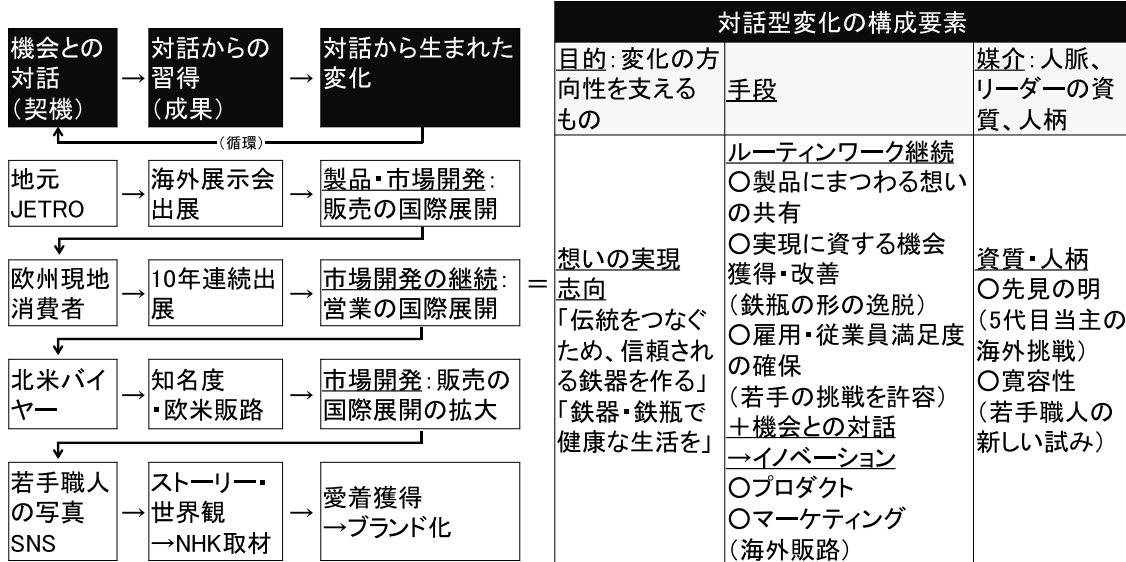 機会との
対話
（契機）
→
対話からの
習得
（成果）
→
対話から生まれた
変化
（循環）
地元
JETRO
→
海外展示会
出展
→
製品・市場開発：
販売の国際展開
欧州現地
消費者
→
10年連続出
展
→
市場開発の継続：
営業の国際展開
北米バイ
ヤー
→
知名度
・欧米販路
→
市場開発：販売の
国際展開の拡大
若手職人
の写真
SNS
→
ストーリー・
世界観
→NHK取材
→
愛着獲得
→ブランド化
＝
対話型変化の構成要素
目的：変化の方
向性を支える
もの
手段
媒介：人脈、
リーダーの資
質、人柄
想いの実現
志向
「伝統をつなぐ
ため、信頼され
る鉄器を作る」
「鉄器・鉄瓶で
健康な生活を」
ルーティンワーク継続
○製品にまつわる想い
の共有
○実現に資する機会
獲得・改善
（鉄瓶の形の逸脱）
○雇用・従業員満足度
の確保
（若手の挑戦を許容）
＋機会との対話
→イノベーション
○プロダクト
○マーケティング
（海外販路）
資質・人柄
○先見の明
（5代目当主の
海外挑戦）
○寛容性
（若手職人の
新しい試み）